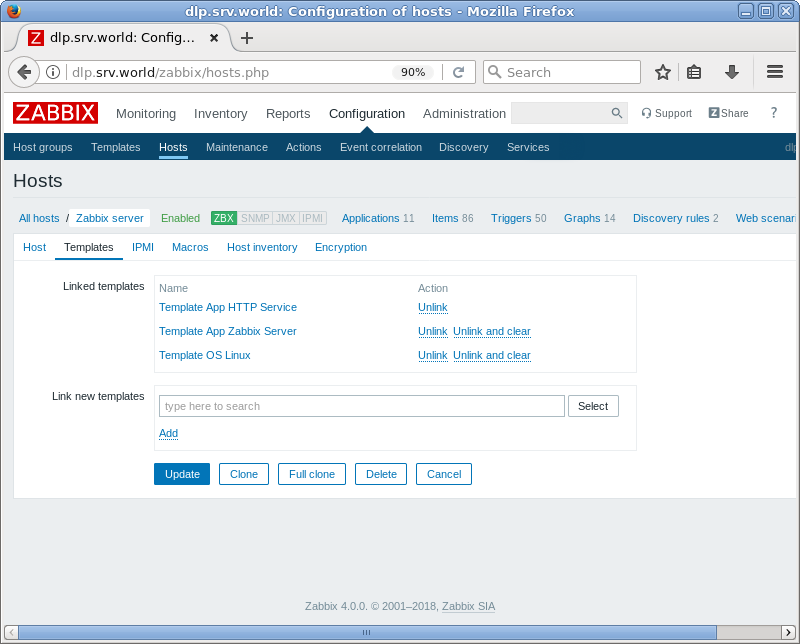 dlp.srv.world: Configuration of hosts - Mozilla Firefox
Z dlp.srv.world: Config...
dlp.srv.world/zabbix/hosts.php 90% Search
ZABBIX Monitoring Inventory Reports Configuration Administration Support Z Share ?
Host groups Templates Hosts Maintenance Actions Event correlation Discovery Services dlp
Hosts
All hosts / Zabbix server Enabled ZBX SNMP JMX IPMI Applications 11 Items 86 Triggers 50 Graphs 14 Discovery rules 2 Web scenari
Host Templates IPMI Macros Host inventory Encryption
Linked templates
Name Action
Template App HTTP Service Unlink
Template App Zabbix Server Unlink Unlink and clear
Template OS Linux Unlink Unlink and clear
Link new templates
type here to search Select
Add
Update Clone Full clone Delete Cancel
Zabbix 4.0.0. © 2001–2018, Zabbix SIA